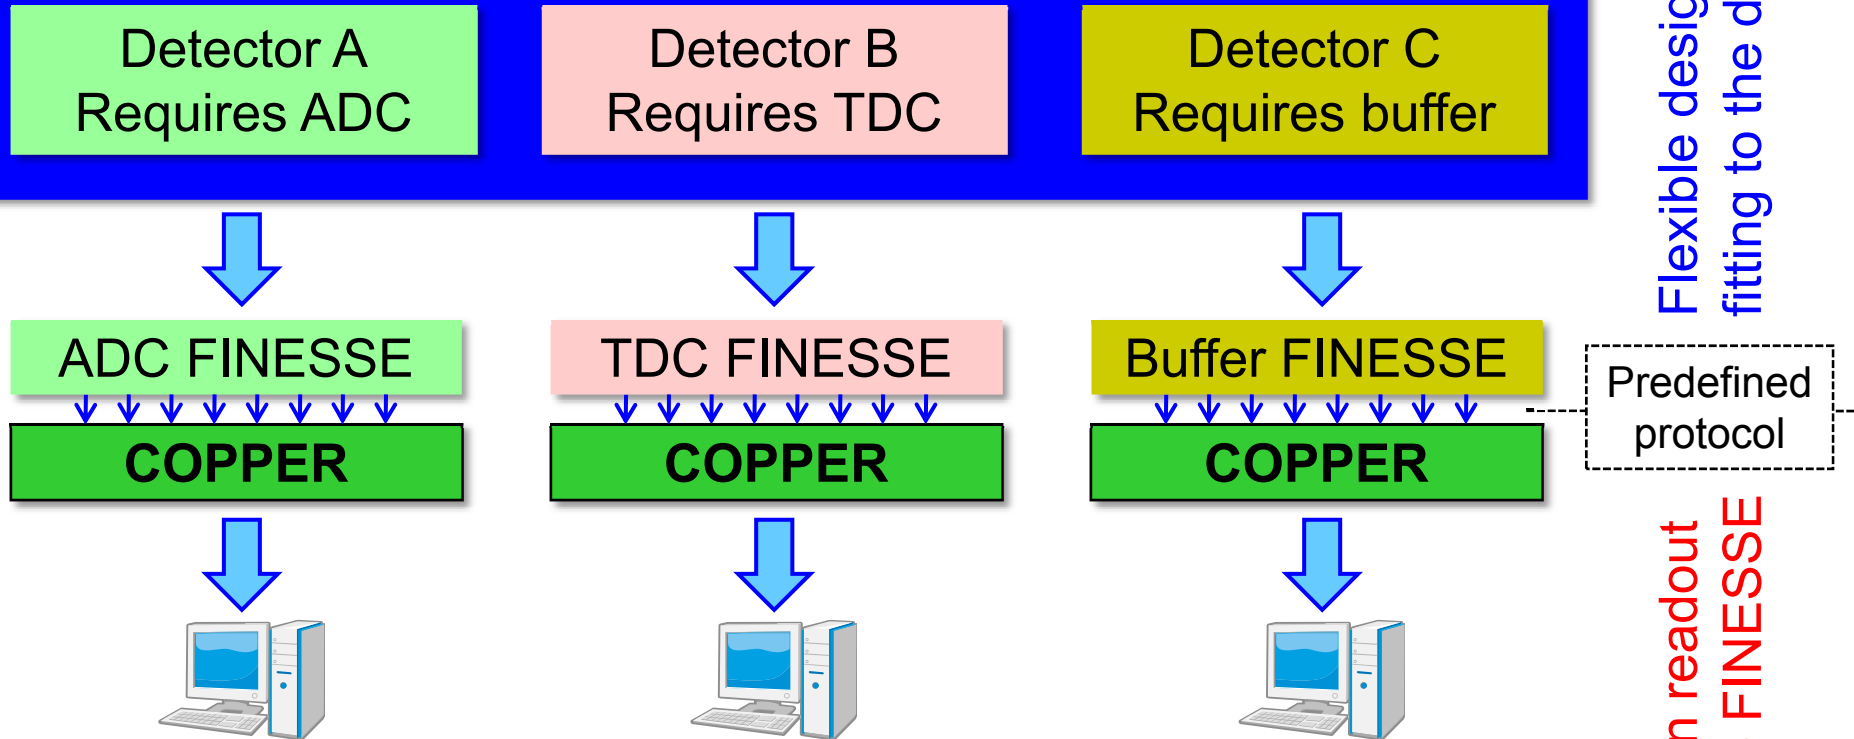 Detector A
Requires ADC
Detector B
Requires TDC
Detector C
Requires buffer
ADC FINESSE
TDC FINESSE
Buffer FINESSE
COPPER
COPPER
COPPER
Flexible
fitting to the
Predefined
protocol
readout
FINESSE